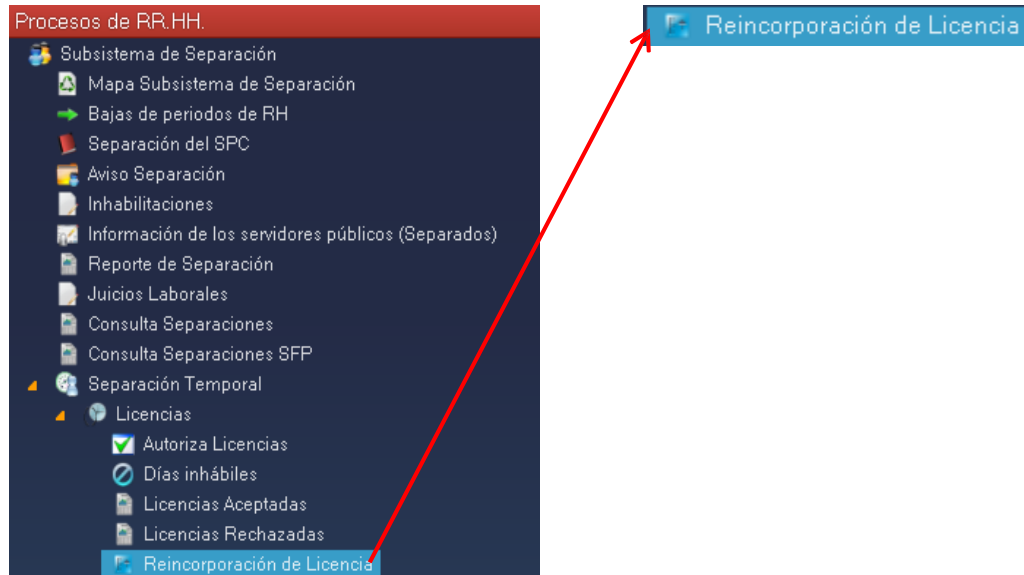 Procesos de RR.HH.
Subsistema de Separación
Mapa Subsistema de Separación
Bajas de periodos de RH
Separación del SPC
Aviso Separación
Inhabilitaciones
Información de los servidores públicos (Separados)
Reporte de Separación
Juicios Laborales
Consulta Separaciones
Consulta Separaciones SFP
Separación Temporal
Licencias
Autoriza Licencias
Días inhábiles
Licencias Aceptadas
Licencias Rechazadas
Reincorporación de Licencia
Reincorporación de Licencia